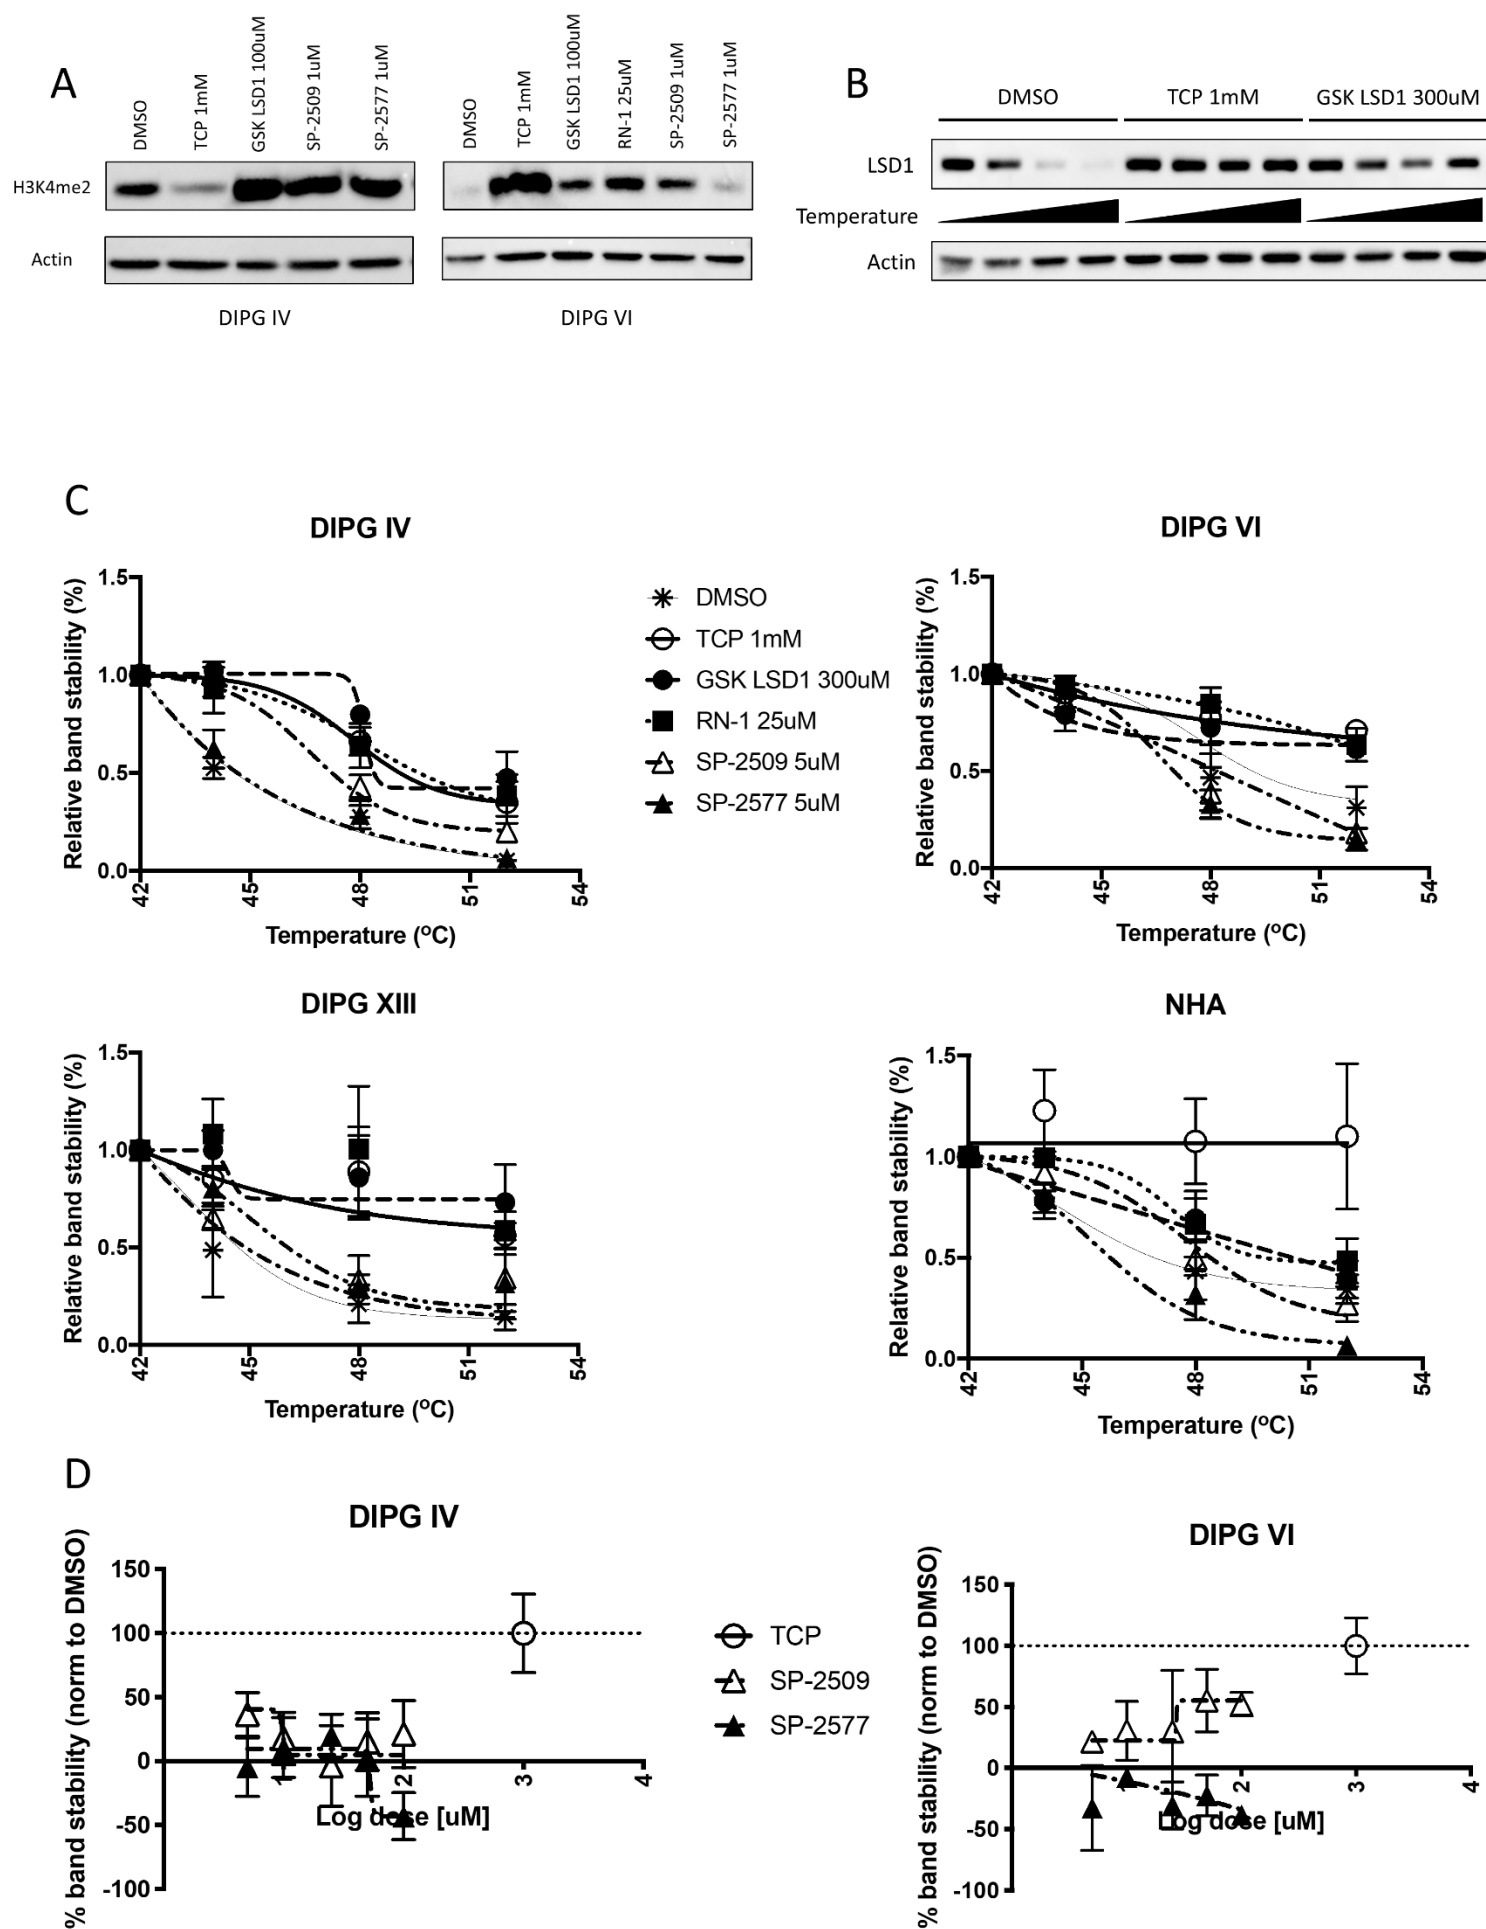 A
DMSO
TCP 1mM
GSK LSD1 100uM
SP-2509 1uM
SP-2577 1uM
DMSO
TCP 1mM
GSK LSD1 100uM
RN-1 25uM
SP-2509 1uM
SP-2577 1uM
H3K4me2
Actin
DIPG IV
DIPG VI
B
DMSO
TCP 1mM
GSK LSD1 300uM
LSD1
Temperature
Actin
C
DIPG IV
Relative band stability (%)
1.5
1.0
0.5
0.0
42
45
48
51
54
Temperature (oC)
DMSO
TCP 1mM
GSK LSD1 300uM
RN-1 25uM
SP-2509 5uM
SP-2577 5uM
DIPG VI
Relative band stability (%)
1.5
1.0
0.5
0.0
42
45
48
51
54
Temperature (oC)
DIPG XIII
Relative band stability (%)
1.5
1.0
0.5
0.0
42
45
48
51
54
Temperature (oC)
NHA
Relative band stability (%)
1.5
1.0
0.5
0.0
42
45
48
51
54
Temperature (oC)
D
DIPG IV
% band stability (norm to DMSO)
150
100
50
0
-50
-100
2
3
4
Log dose [uM]
TCP
SP-2509
SP-2577
DIPG VI
% band stability (norm to DMSO)
150
100
50
0
-50
-100
2
3
4
Log dose [uM]